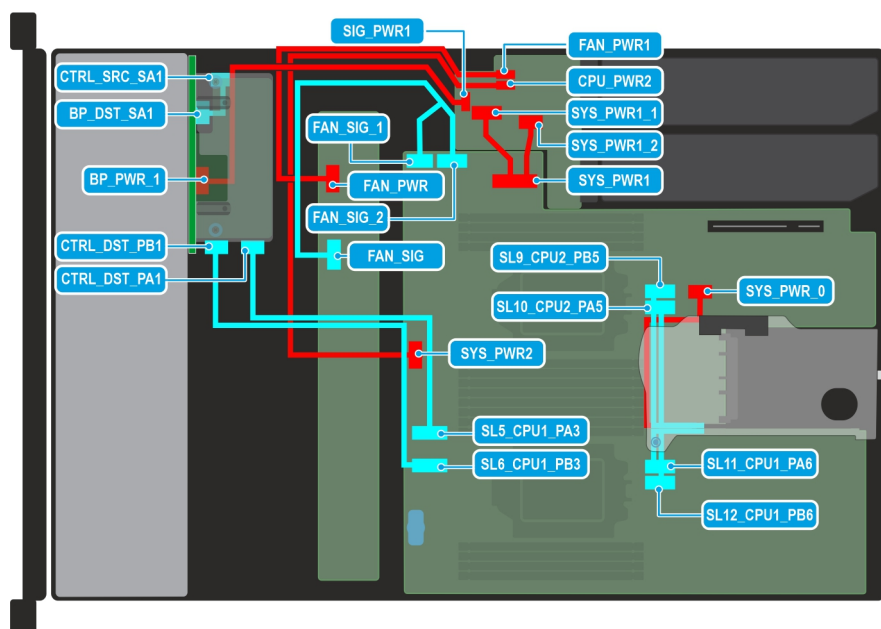 SIG_PWR1
FAN_PWR1
CTRL_SRC_SA1
CPU_PWR2
BP_DST_SA1
SYS_PWR1_1
FAN_SIG_1
SYS_PWR1_2
BP_PWR_1
FAN_PWR
SYS_PWR1
FAN_SIG_2
CTRL_DST_PB1
FAN_SIG
SL9_CPU2_PB5
CTRL_DST_PA1
SYS_PWR_0
SL10_CPU2_PA5
SYS_PWR2
SL5_CPU1_PA3
SL6_CPU1_PB3
SL11_CPU1_PA6
SL12_CPU1_PB6